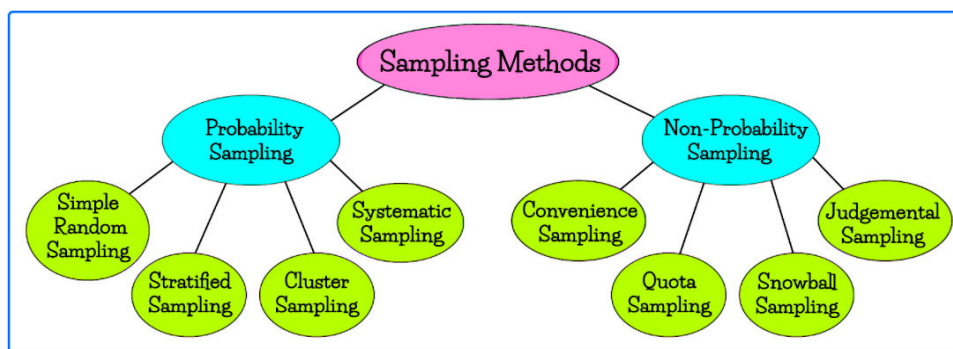 Sampling Methods
Probability
Sampling
Non-Probability
Sampling
Simple
Random
Sampling
Stratified
Sampling
Cluster
Sampling
Systematic
Sampling
Convenience
Sampling
Quota
Sampling
Snowball
Sampling
Judgemental
Sampling